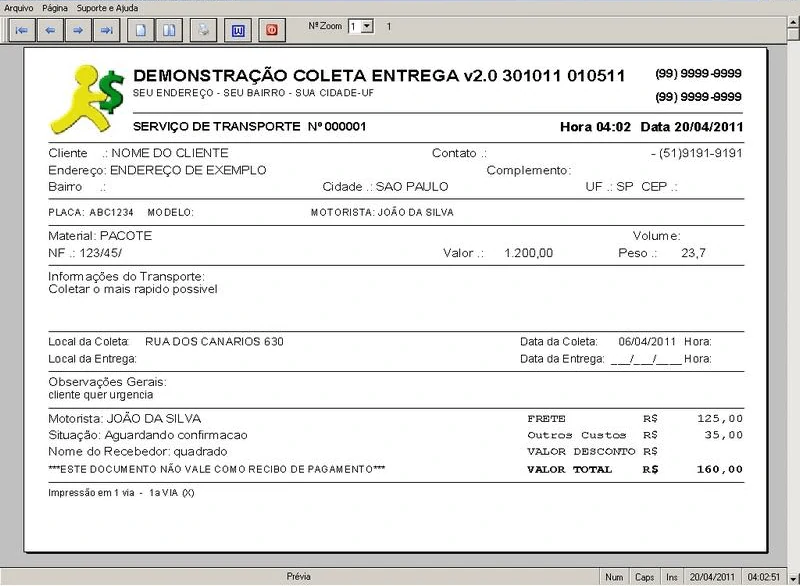 Arquivo Página Suporte e Ajuda
Nº Zoom 1 1
DEMONSTRAÇÃO COLETA ENTREGA v2.0 301011 010511 (99) 9999-9999
SEU ENDEREÇO - SEU BAIRRO - SUA CIDADE-UF (99) 9999-9999
SERVIÇO DE TRANSPORTE Nº 000001 Hora 04:02 Data 20/04/2011
Cliente .: NOME DO CLIENTE Contato .: - (51)9191-9191
Endereço: ENDEREÇO DE EXEMPLO Complemento:
Bairro .: Cidade .: SAO PAULO UF .: SP CEP .:
PLACA: ABC1234 MODELO: MOTORISTA: JOÃO DA SILVA
Material: PACOTE Volume:
NF .: 123/45/ Valor .: 1.200,00 Peso .: 23,7
Informações do Transporte:
Coletar o mais rapido possivel
Local da Coleta: RUA DOS CANARIOS 630 Data da Coleta: 06/04/2011 Hora:
Local da Entrega: Data da Entrega: ___/___/____ Hora:
Observações Gerais:
cliente quer urgencia
Motorista: JOÃO DA SILVA FRETE R$ 125,00
Situação: Aguardando confirmacao Outros Custos R$ 35,00
Nome do Recebedor: quadrado VALOR DESCONTO R$
***ESTE DOCUMENTO NÃO VALE COMO RECIBO DE PAGAMENTO*** VALOR TOTAL R$ 160,00
Impressão em 1 via - 1a VIA (X)
Prévia Num Caps Ins 20/04/2011 04:02:51